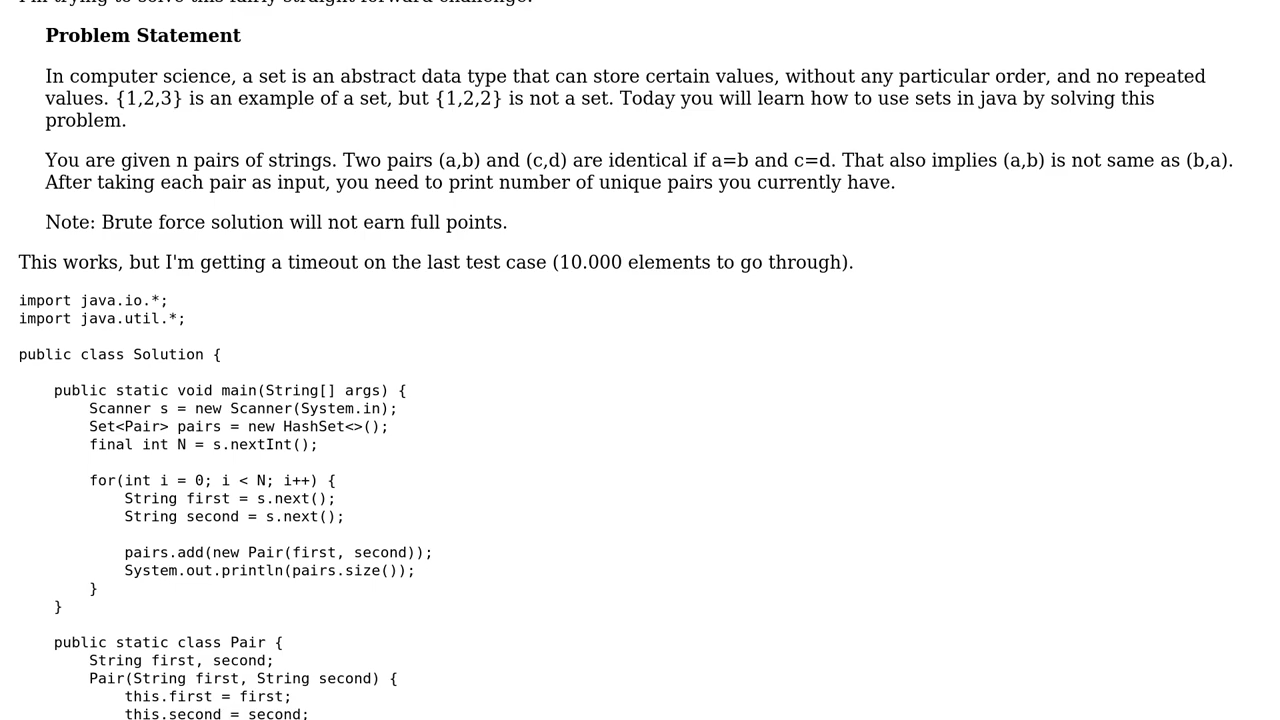 I'm trying to solve this fairly straight forward challenge:
Problem Statement
In computer science, a set is an abstract data type that can store certain values, without any particular order, and no repeated
values. {1,2,3} is an example of a set, but {1,2,2} is not a set. Today you will learn how to use sets in java by solving this
problem.
You are given n pairs of strings. Two pairs (a,b) and (c,d) are identical if a=b and c=d. That also implies (a,b) is not same as (b,a).
After taking each pair as input, you need to print number of unique pairs you currently have.
Note: Brute force solution will not earn full points.
This works, but I'm getting a timeout on the last test case (10.000 elements to go through).
import java.io.*;
import java.util.*;
public class Solution {
public static void main(String[] args) {
Scanner s = new Scanner(System.in);
Set<Pair> pairs = new HashSet<>();
final int N = s.nextInt();
for(int i = 0; i < N; i++) {
String first = s.next();
String second = s.next();
pairs.add(new Pair(first, second));
System.out.println(pairs.size());
}
}
public static class Pair {
String first, second;
Pair(String first, String second) {
this.first = first;
this.second = second;